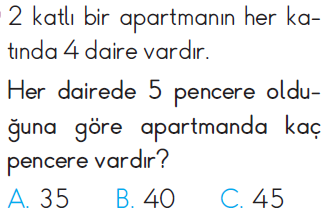 2 katlı bir apartmanın her ka-
tında 4 daire vardır.
Her dairede 5 pencere oldu-
ğuna göre apartmanda kaç
pencere vardır?
A. 35 B. 40 C. 45